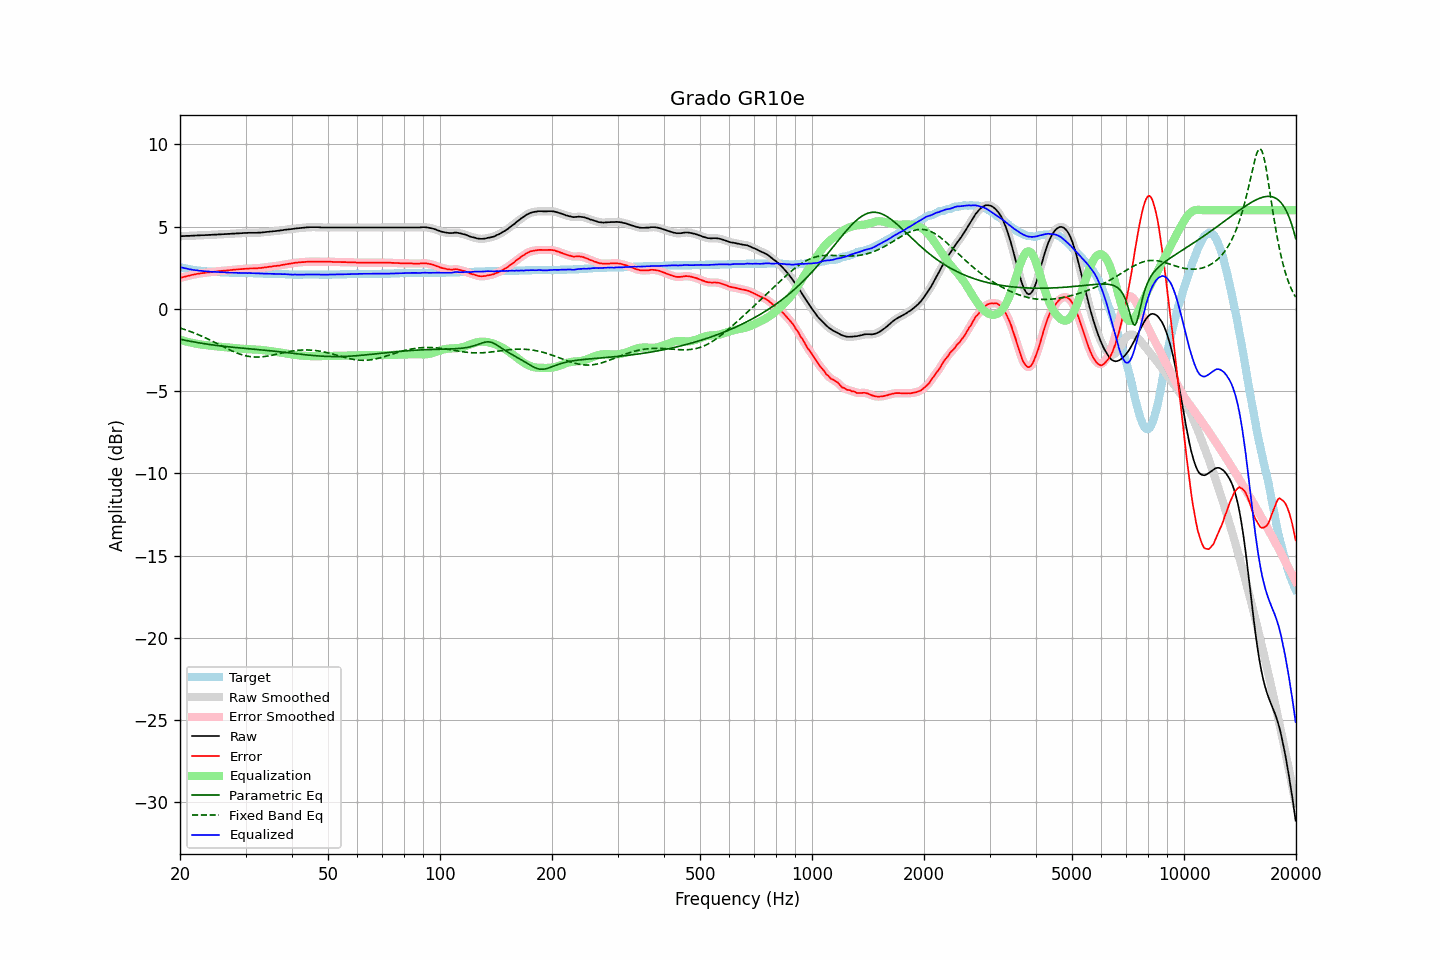 Grado GR10e
10
5
0
−5
−10
−15
−20
−25
−30
Amplitude (dBr)
Target
Raw Smoothed
Error Smoothed
Raw
Error
Equalization
Parametric Eq
Fixed Band Eq
Equalized
20 50 100 200 500 1000 2000 5000 10000 20000
Frequency (Hz)